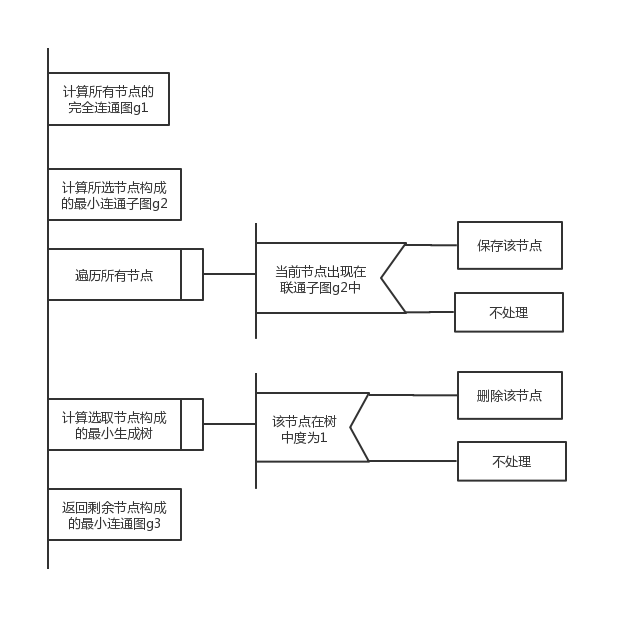 计算所有节点的
完全连通图g1
计算所选节点构成
的最小连通子图g2
遍历所有节点
当前节点出现在
联通子图g2中
保存该节点
不处理
计算选取节点构成
的最小生成树
该节点在树
中度为1
删除该节点
不处理
返回剩余节点构成
的最小连通图g3